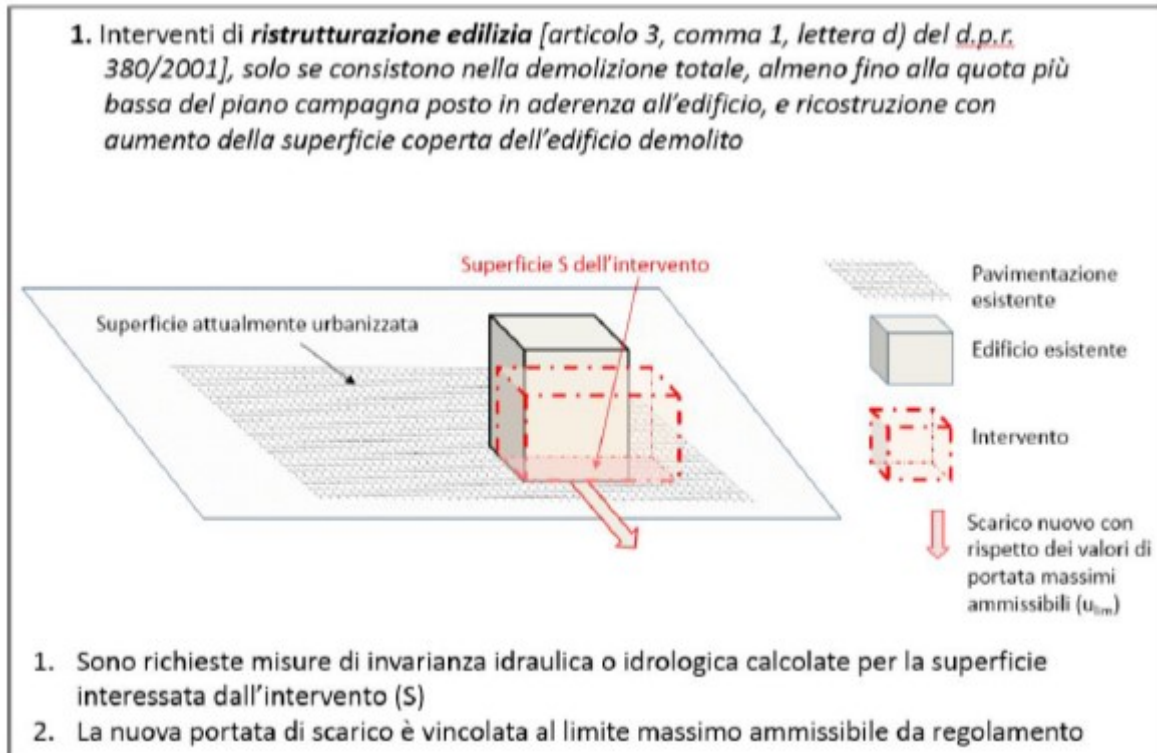 1. Interventi di ristrutturazione edilizia [articolo 3, comma 1, lettera d) del d.p.r.
380/2001], solo se consistono nella demolizione totale, almeno fino alla quota più
bassa del piano campagna posto in aderenza all'edificio, e ricostruzione con
aumento della superficie coperta dell'edificio demolito
Superficie S dell'intervento
Superficie attualmente urbanizzata
Pavimentazione
esistente
Edificio esistente
Intervento
Scarico nuovo con
rispetto dei valori di
portata massimi
ammissibili (ulim)
1. Sono richieste misure di invarianza idraulica o idrologica calcolate per la superficie
interessata dall'intervento (S)
2. La nuova portata di scarico è vincolata al limite massimo ammissibile da regolamento